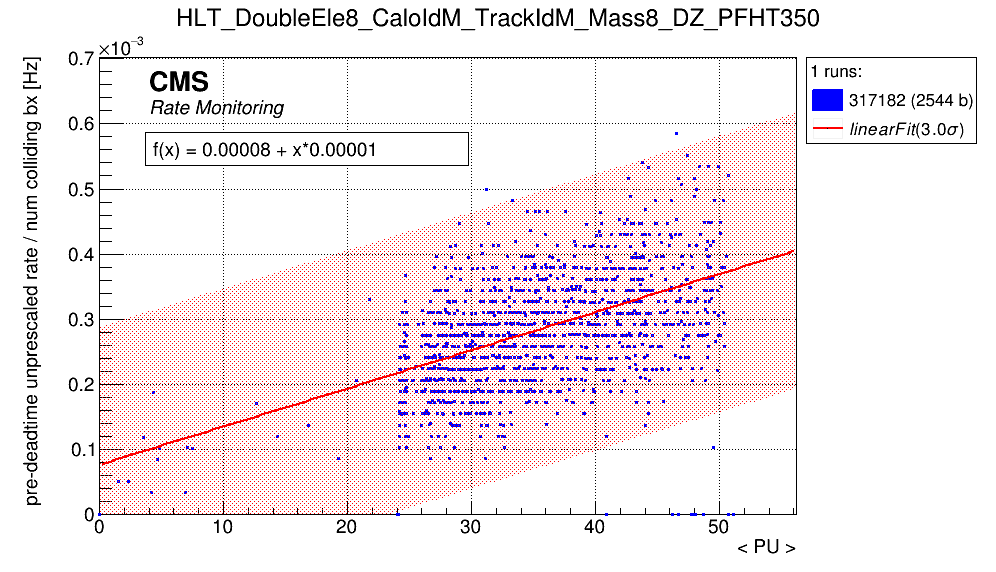 HLT_DoubleEle8_CaloIdM_TrackIdM_Mass8_DZ_PFHT350
×10⁻³
CMS
Rate Monitoring
f(x) = 0.00008 + x*0.00001
1 runs:
317182 (2544 b)
linearFit(3.0σ)
pre-deadtime unprescaled rate / num colliding bx [Hz]
0.7
0.6
0.5
0.4
0.3
0.2
0.1
0
0 10 20 30 40 50
< PU >